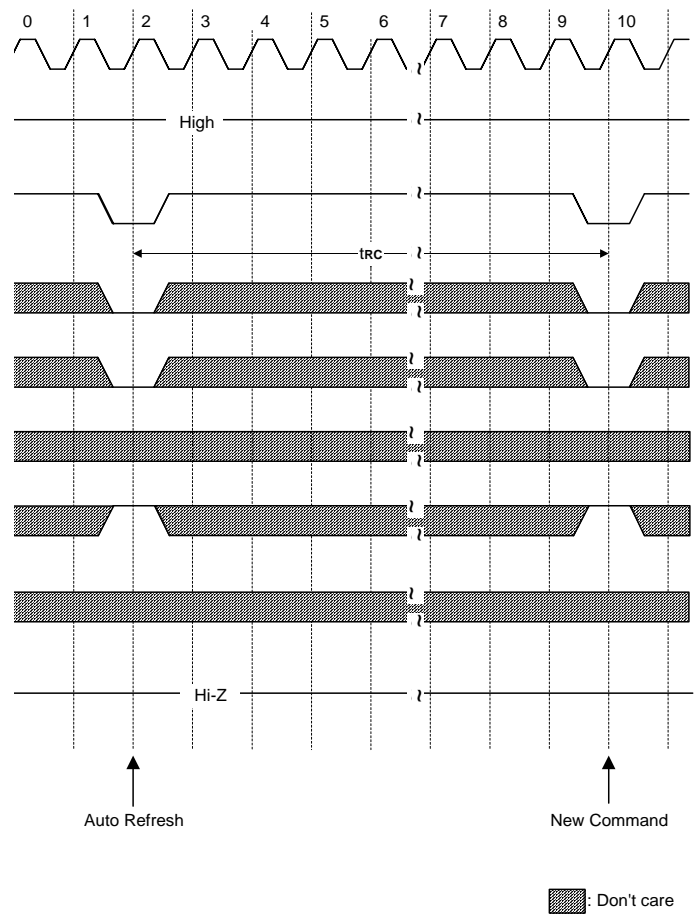 0 1 2 3 4 5 6 7 8 9 10
High
tRC
Hi-Z
Auto Refresh New Command
: Don't care